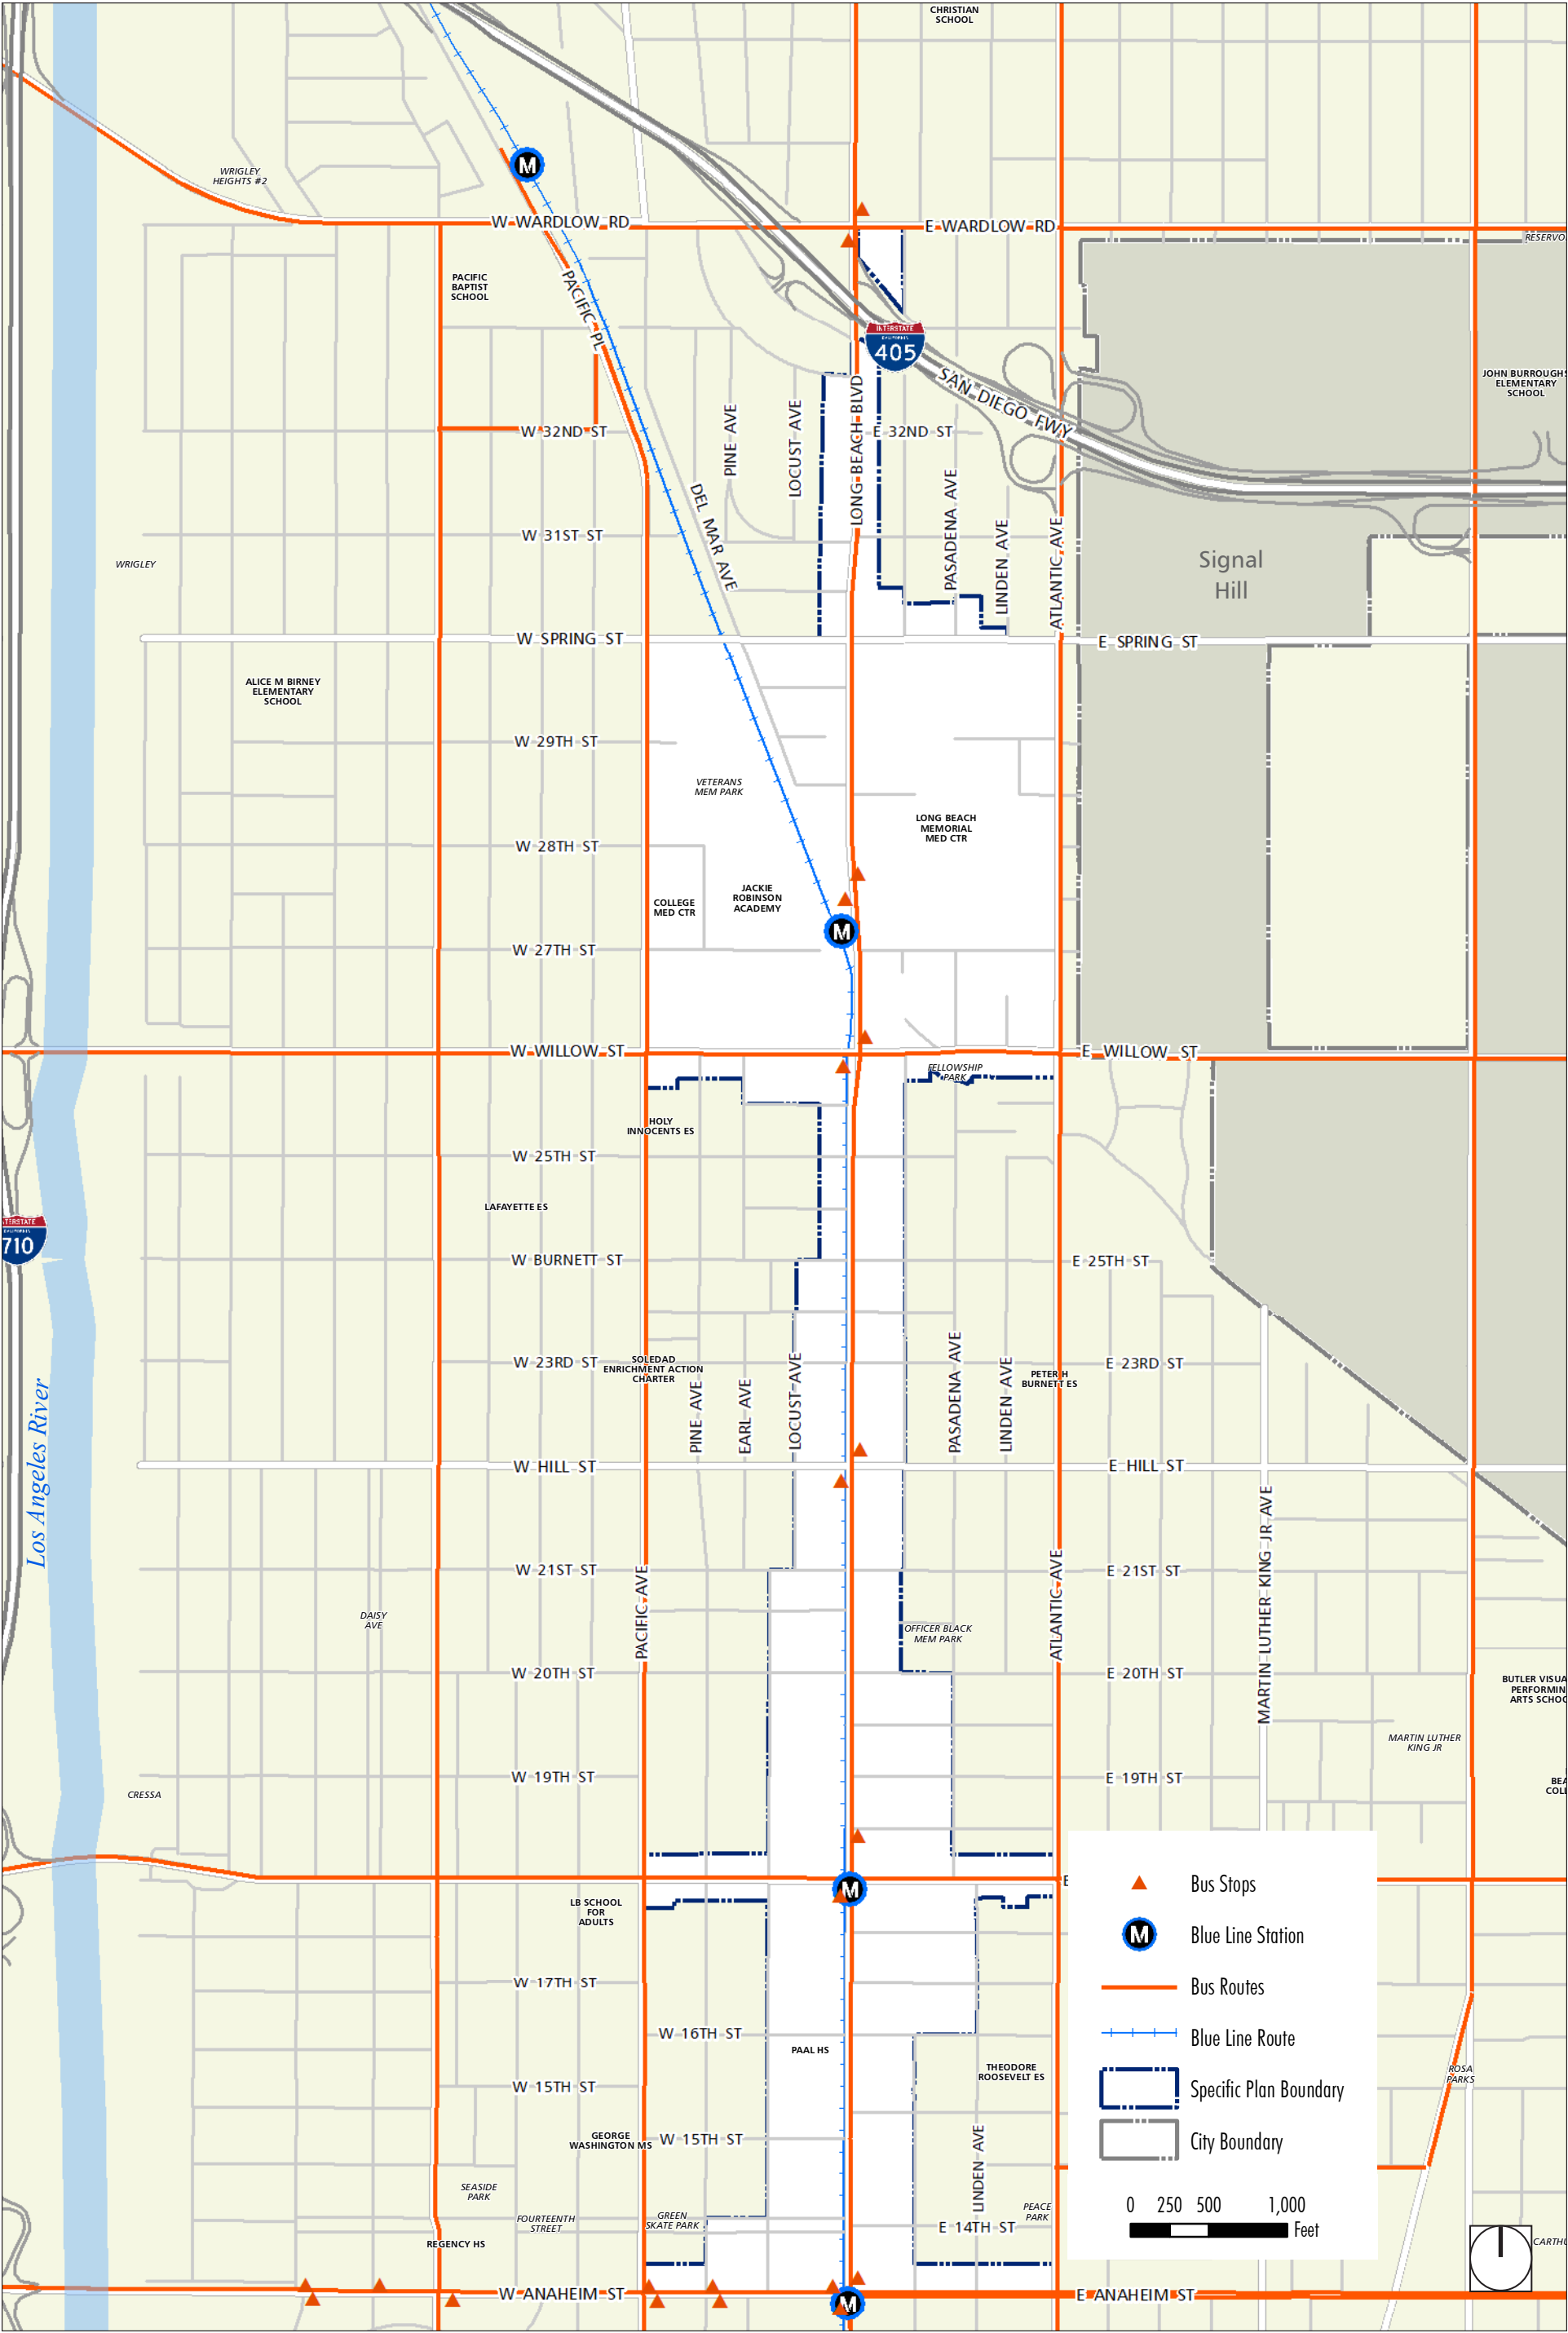 CHRISTIAN
SCHOOL
M
WRIGLEY
HEIGHTS #2
W WARDLOW RD
E WARDLOW RD
PACIFIC
BAPTIST
SCHOOL
PACIFIC PL
INTERSTATE
CALIFORNIA
405
SAN DIEGO FWY
JOHN BURROUGHS
ELEMENTARY
SCHOOL
PINE AVE
LOCUST AVE
LONG BEACH BLVD
W 32ND ST
E 32ND ST
DEL MAR AVE
PASADENA AVE
LINDEN AVE
ATLANTIC AVE
W 31ST ST
WRIGLEY
Signal
Hill
W SPRING ST
E SPRING ST
ALICE M BIRNEY
ELEMENTARY
SCHOOL
W 29TH ST
VETERANS
MEM PARK
LONG BEACH
MEMORIAL
MED CTR
W 28TH ST
COLLEGE
MED CTR
JACKIE
ROBINSON
ACADEMY
M
W 27TH ST
W WILLOW ST
E WILLOW ST
FELLOWSHIP
PARK
HOLY
INNOCENTS ES
W 25TH ST
LAFAYETTE ES
710
W BURNETT ST
E 25TH ST
W 23RD ST
SOLEDAD
ENRICHMENT ACTION
CHARTER
E 23RD ST
PETER H
BURNETT ES
PINE AVE
EARL AVE
LOCUST AVE
PASADENA AVE
LINDEN AVE
Los Angeles River
W HILL ST
E HILL ST
MARTIN LUTHER KING JR AVE
W 21ST ST
E 21ST ST
PACIFIC AVE
ATLANTIC AVE
DAISY
AVE
OFFICER BLACK
MEM PARK
W 20TH ST
E 20TH ST
MARTIN LUTHER
KING JR
W 19TH ST
E 19TH ST
CRESSA
M
LB SCHOOL
FOR
ADULTS
W 17TH ST
W 16TH ST
PAAL HS
THEODORE
ROOSEVELT ES
W 15TH ST
GEORGE
WASHINGTON MS
W 15TH ST
LINDEN AVE
ROSA
PARKS
SEASIDE
PARK
FOURTEENTH
STREET
GREEN
SKATE PARK
PEACE
PARK
E 14TH ST
REGENCY HS
W ANAHEIM ST
E ANAHEIM ST
M
Bus Stops
M
Blue Line Station
Bus Routes
Blue Line Route
Specific Plan Boundary
City Boundary
0 250 500 1,000
Feet